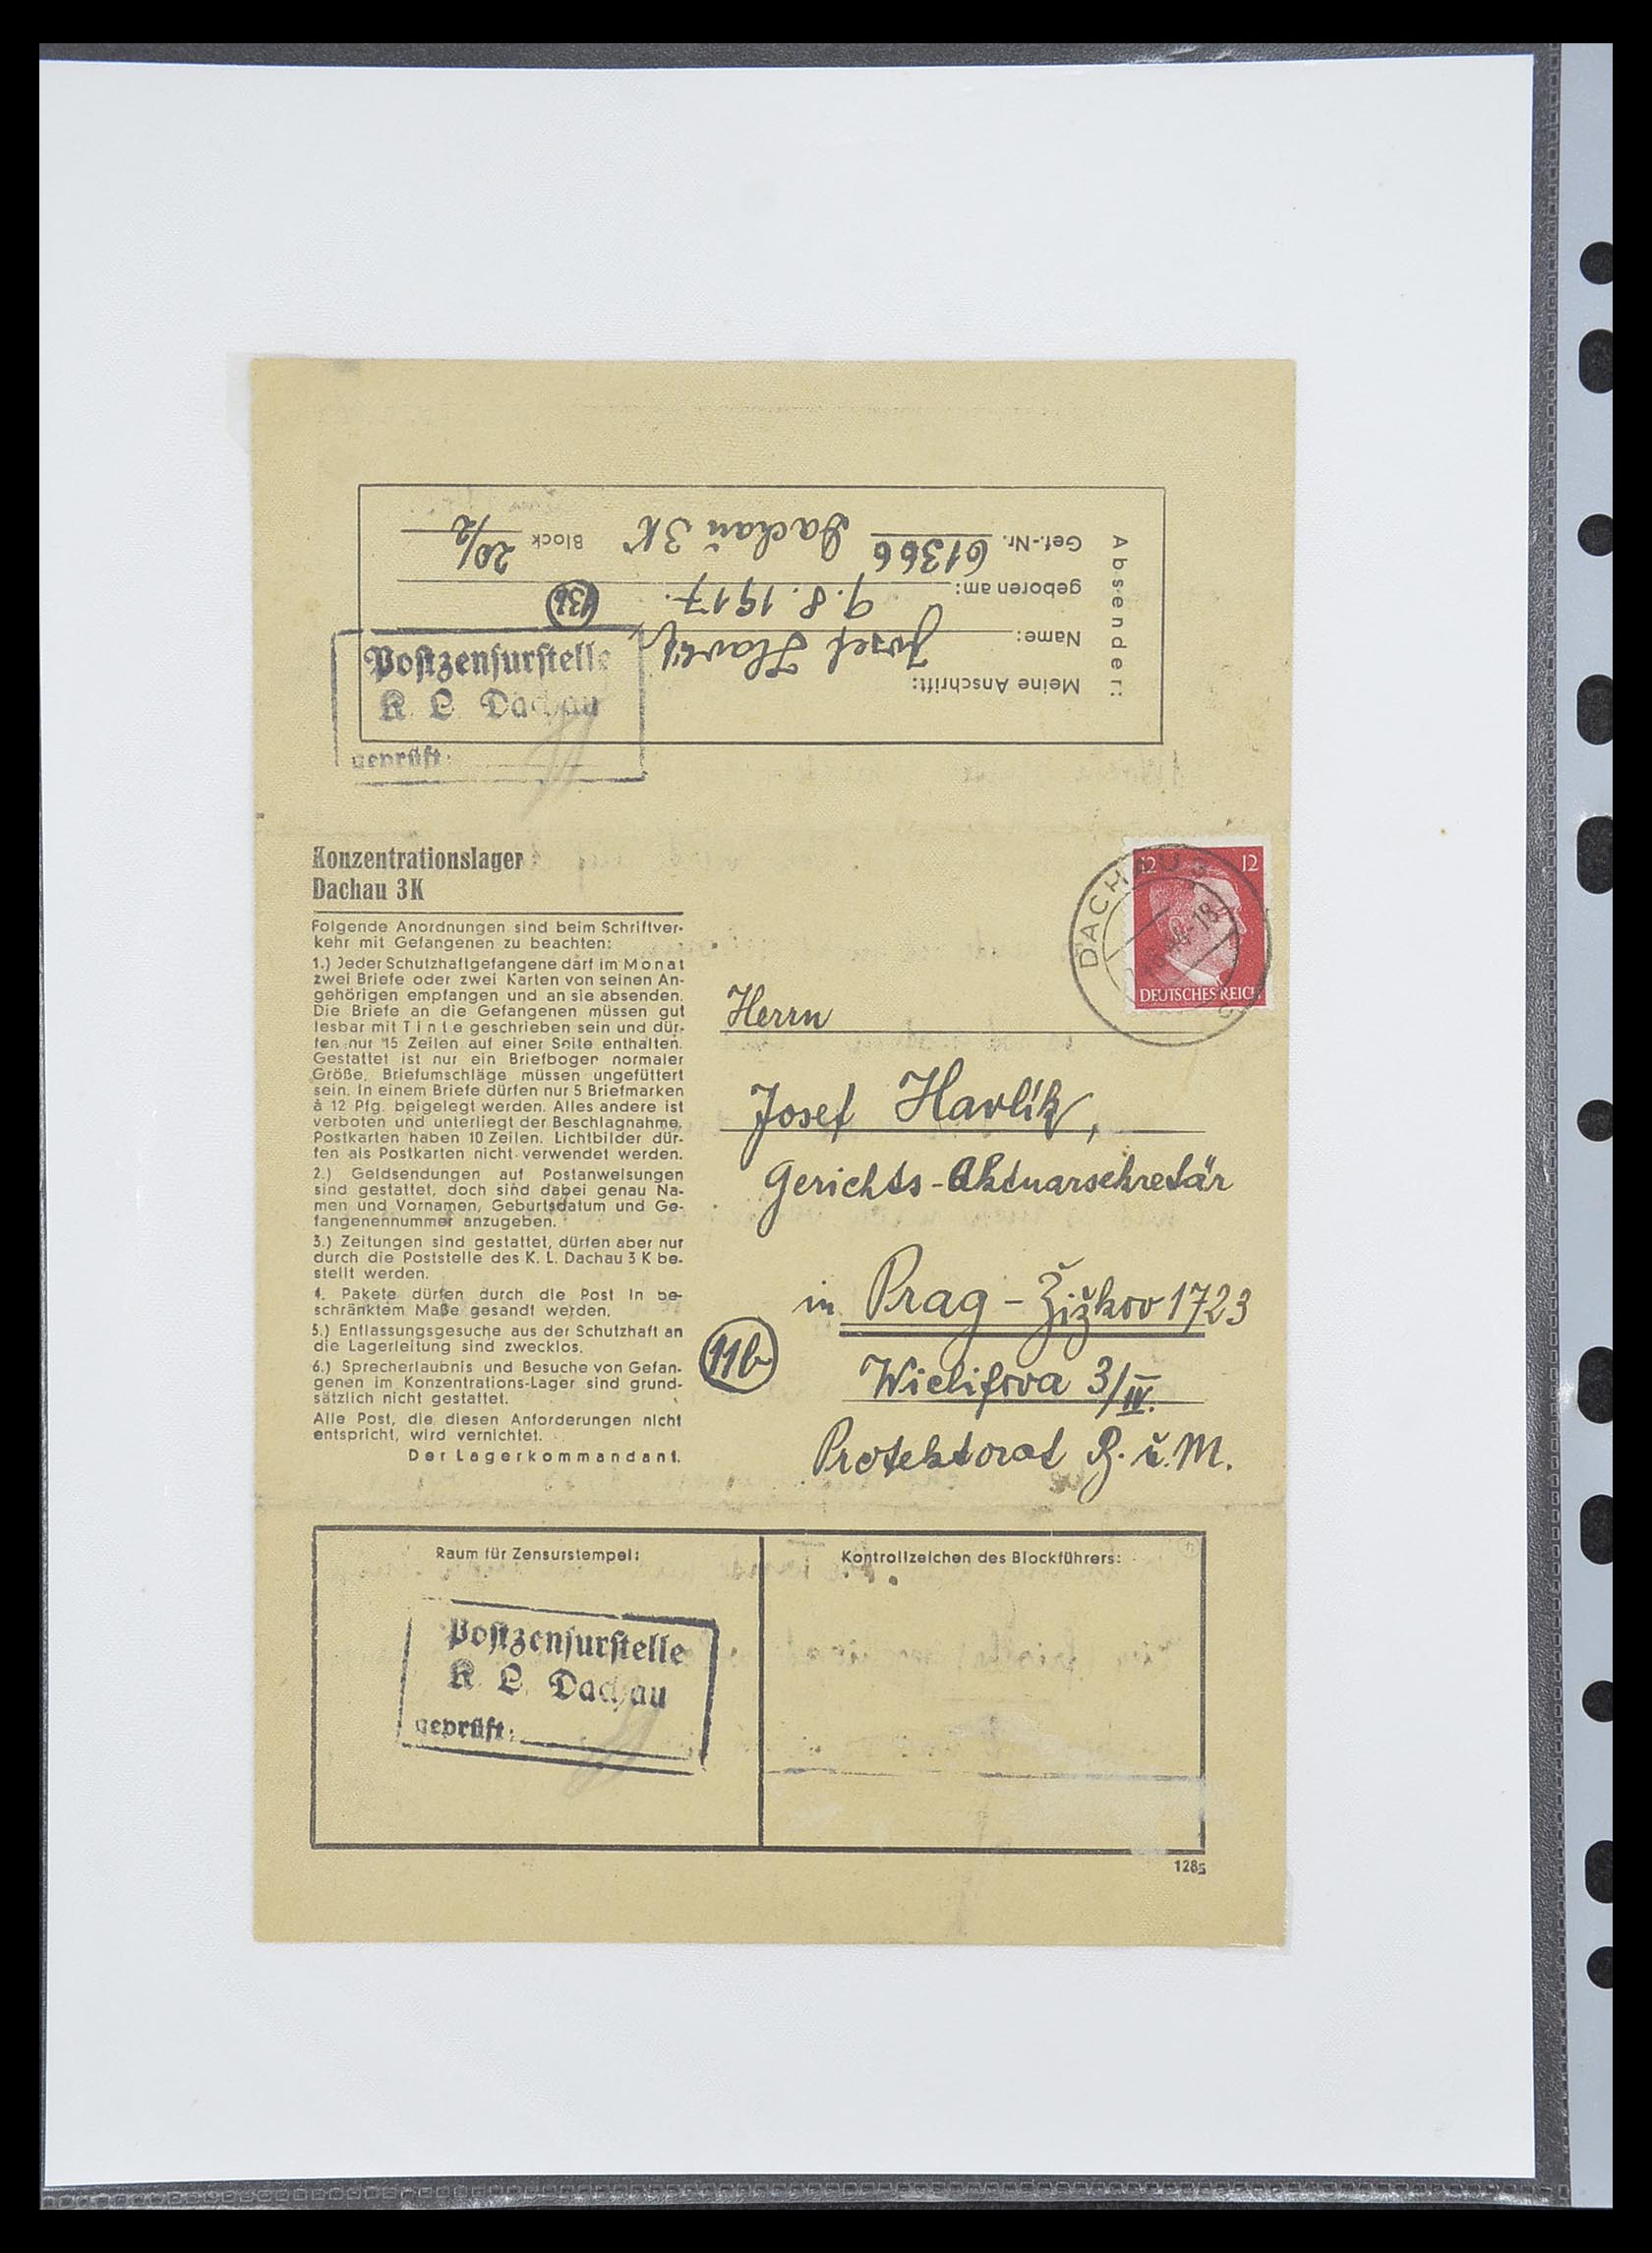 Absender:
Meine Anschrift:
Name: Josef Havlík
geboren am: 9.8.1917.
Gef.-Nr. 61366 Dachau 3K Block 20/2
13b
Postzensurstelle
K. L. Dachau
geprüft:
Konzentrationslager
Dachau 3K
Folgende Anordnungen sind beim Schriftver-
kehr mit Gefangenen zu beachten:
1.) Jeder Schutzhaftgefangene darf im Monat
zwei Briefe oder zwei Karten von seinen An-
gehörigen empfangen und an sie absenden.
Die Briefe an die Gefangenen müssen gut
lesbar mit Tinte geschrieben sein und dür-
fen nur 15 Zeilen auf einer Seite enthalten.
Gestattet ist nur ein Briefbogen normaler
Größe. Briefumschläge müssen ungefüttert
sein. In einem Briefe dürfen nur 5 Briefmarken
à 12 Pfg. beigelegt werden. Alles andere ist
verboten und unterliegt der Beschlagnahme.
Postkarten haben 10 Zeilen. Lichtbilder dür-
fen als Postkarten nicht verwendet werden.
2.) Geldsendungen auf Postanweisungen
sind gestattet, doch sind dabei genau Na-
men und Vornamen, Geburtsdatum und Ge-
fangenennummer anzugeben.
3.) Zeitungen sind gestattet, dürfen aber nur
durch die Poststelle des K. L. Dachau 3 K be-
stellt werden.
4. Pakete dürfen durch die Post in be-
schränktem Maße gesandt werden.
5.) Entlassungsgesuche aus der Schutzhaft an
die Lagerleitung sind zwecklos.
6.) Sprecherlaubnis und Besuche von Gefan-
genen im Konzentrations-Lager sind grund-
sätzlich nicht gestattet.
Alle Post, die diesen Anforderungen nicht
entspricht, wird vernichtet.
Der Lagerkommandant.
12 12
DEUTSCHES REICH
DACHAU
Herrn
Josef Havlík,
Gerichts-Aktuarsekretär
in Prag-Žižkov 1723
11b
Wiclifova 3/IV.
Protektorat B. ü. M.
Raum für Zensurstempel:
Kontrollzeichen des Blockführers:
Postzensurstelle
K. L. Dachau
geprüft:
1285